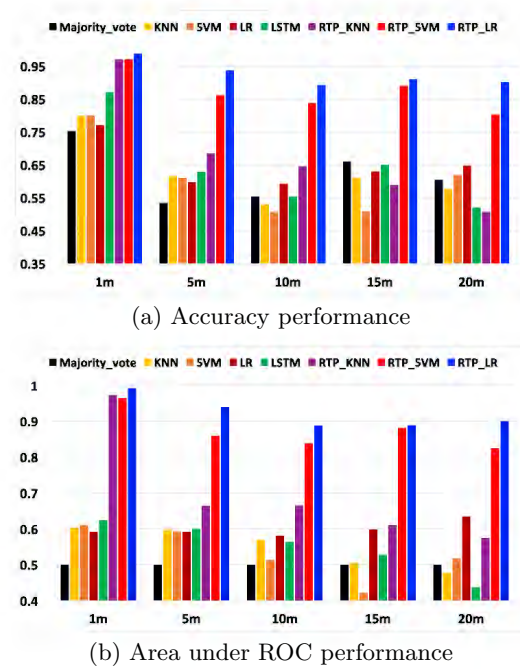 Majority_vote KNN SVM LR LSTM RTP_KNN RTP_SVM RTP_LR
0.95
0.85
0.75
0.65
0.55
0.45
0.35
1m 5m 10m 15m 20m
(a) Accuracy performance
Majority_vote KNN SVM LR LSTM RTP_KNN RTP_SVM RTP_LR
1
0.9
0.8
0.7
0.6
0.5
0.4
1m 5m 10m 15m 20m
(b) Area under ROC performance